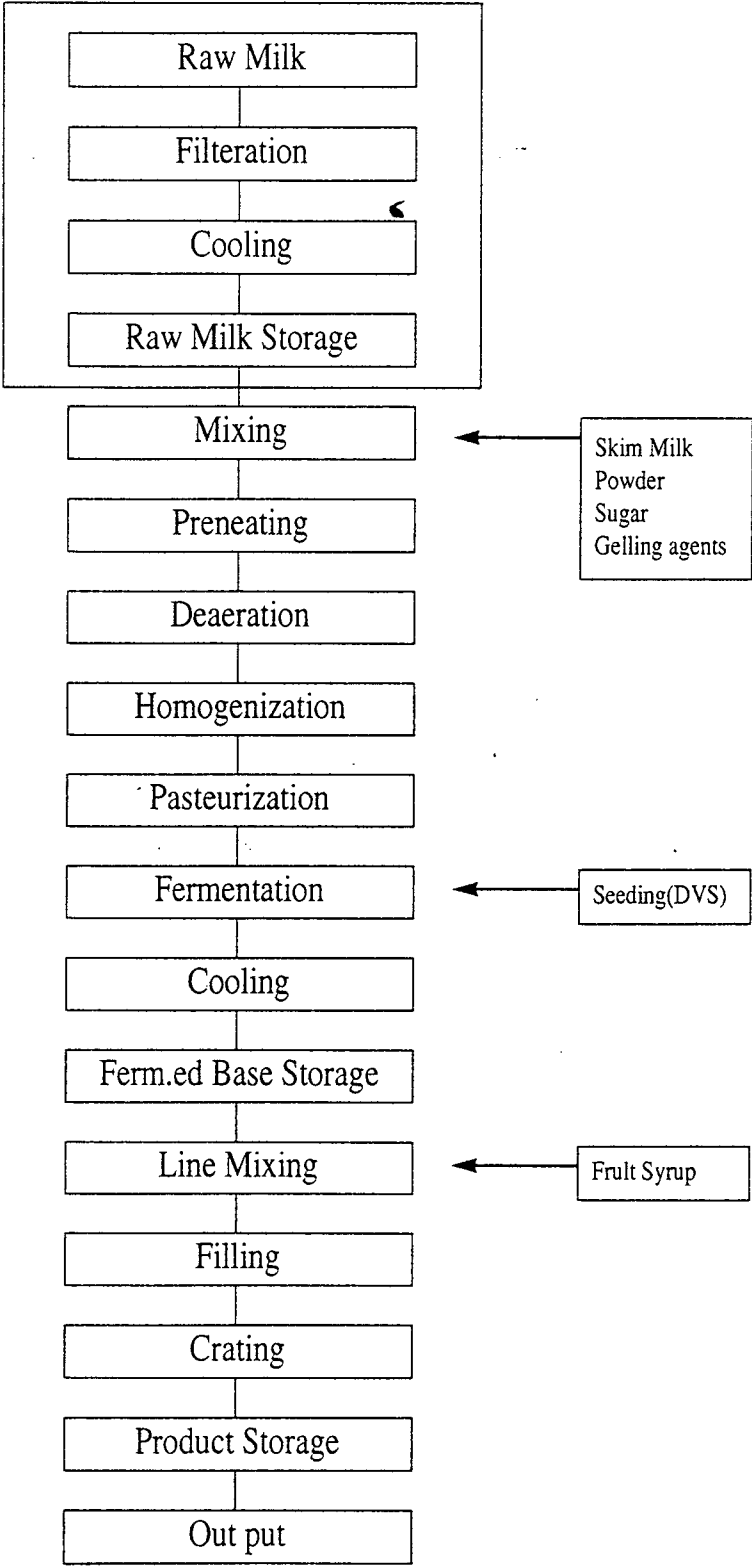 Raw Milk
Filteration
Cooling
Raw Milk Storage
Mixing
Skim Milk
Powder
Sugar
Gelling agents
Preneating
Deaeration
Homogenization
Pasteurization
Fermentation
Seeding(DVS)
Cooling
Ferm.ed Base Storage
Line Mixing
Frult Syrup
Filling
Crating
Product Storage
Out put